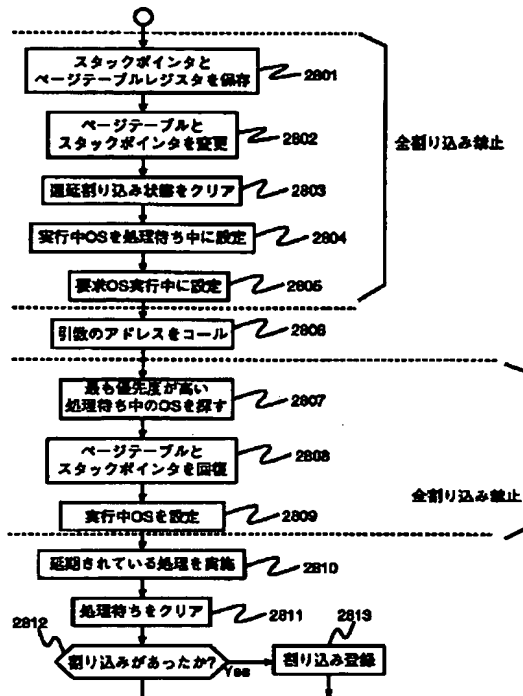 スタックポインタと
ページテーブルレジスタを保存
2801
ページテーブルと
スタックポインタを変更
2802
全割り込み禁止
遅延割り込み状態をクリア
2803
実行中OSを処理待ち中に設定
2804
要求OS実行中に設定
2805
引数のアドレスをコール
2806
最も優先度が高い
処理待ち中のOSを探す
2807
ページテーブルと
スタックポインタを回復
2808
全割り込み禁止
実行中OSを設定
2809
延期されている処理を実施
2810
処理待ちをクリア
2811
2812
2813
割り込みがあったか?
Yes
割り込み登録